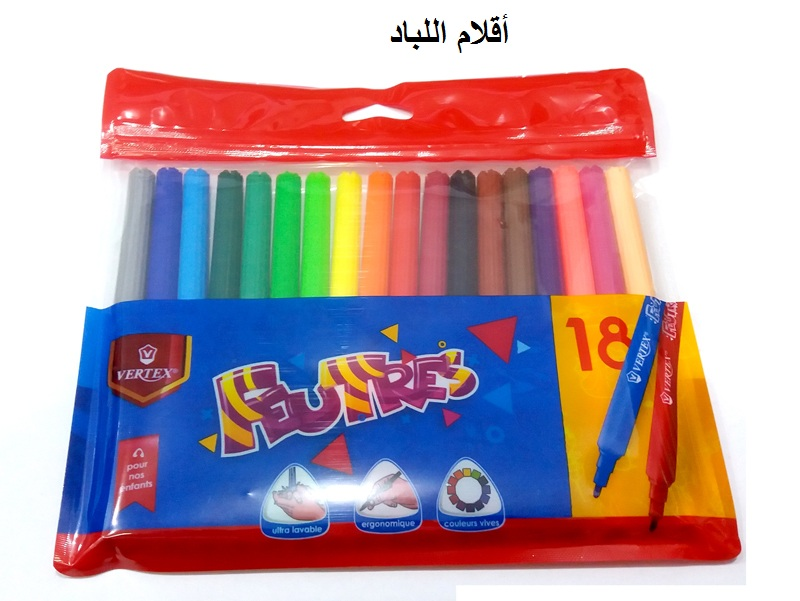 أقلام اللباد
VERTEX®
FEUTRES
18
VERTEX®
VERTEX®
pour
nos
enfants
ultra lavable
ergonomique
couleurs vives